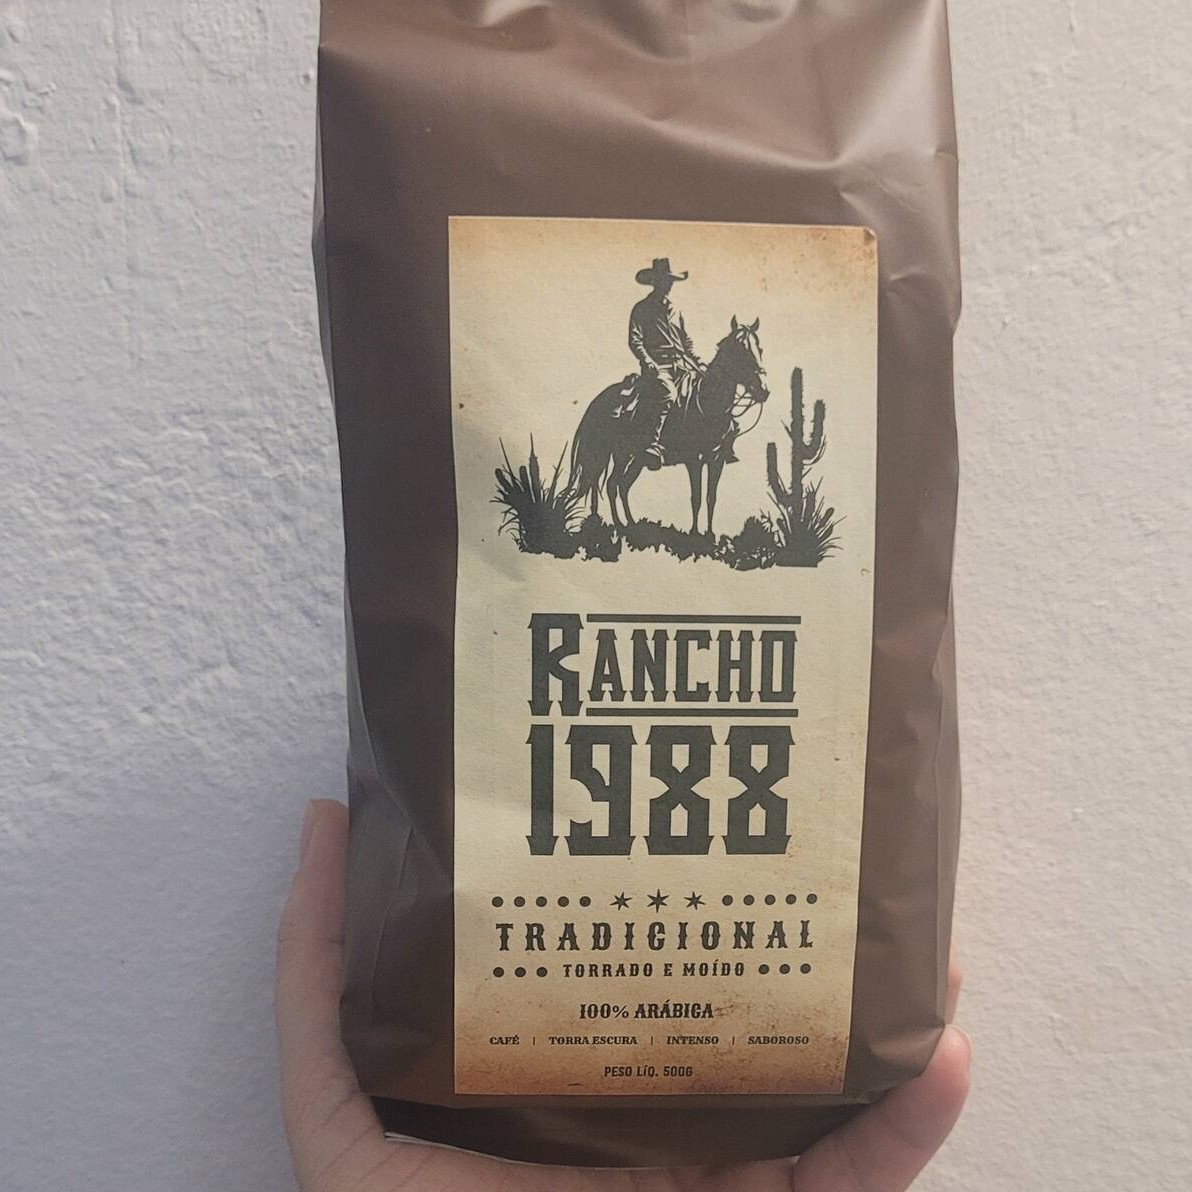 RANCHO
1988
TRADICIONAL
TORRADO E MOÍDO
100% ARÁBICA
CAFÉ | TORRA ESCURA | INTENSO | SABOROSO
PESO LÍQ. 500G